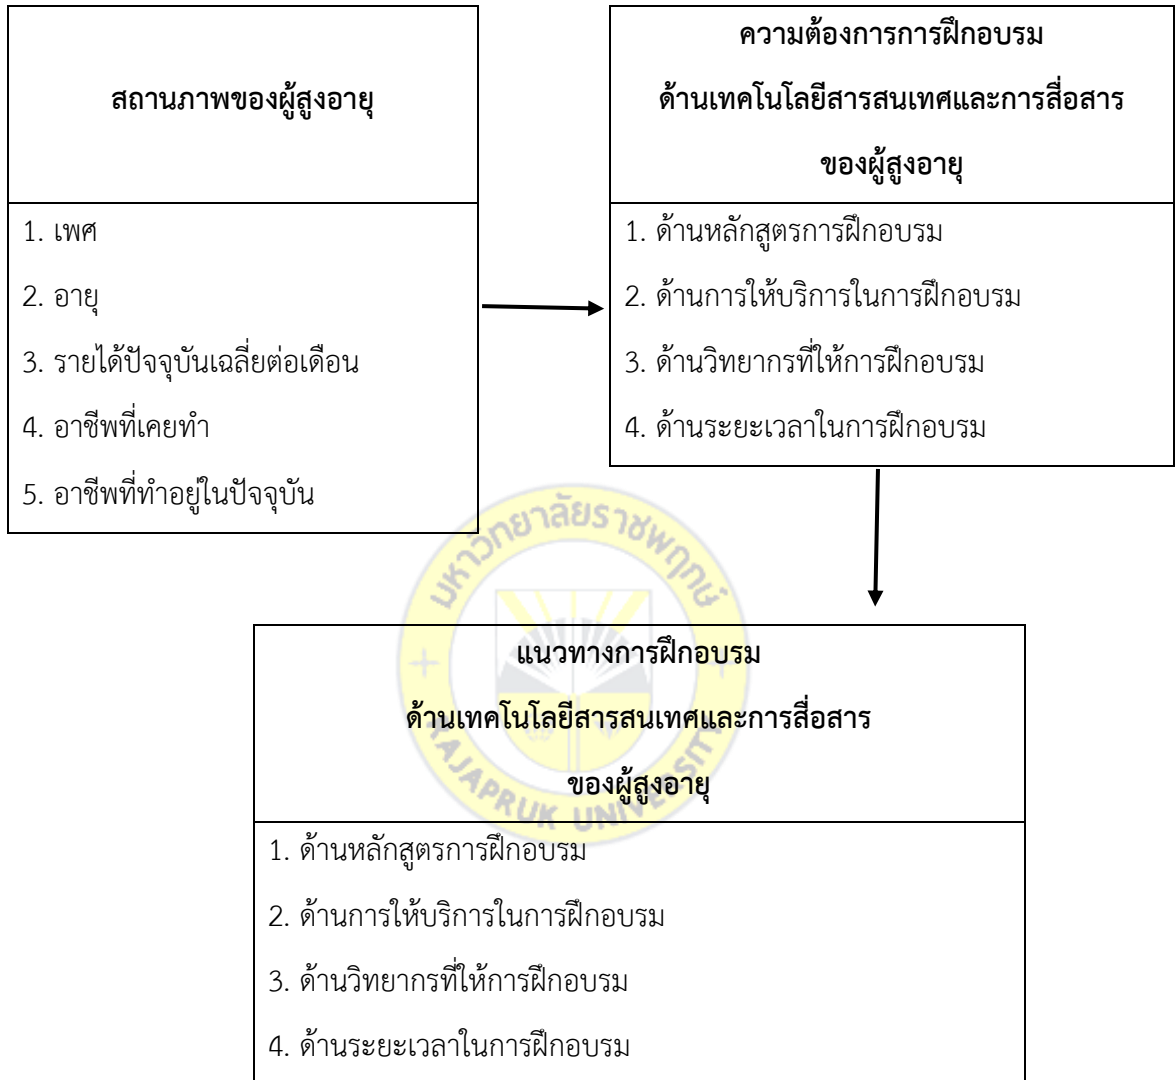 สถานภาพของผู้สูงอายุ
1. เพศ
2. อายุ
3. รายได้ปัจจุบันเฉลี่ยต่อเดือน
4. อาชีพที่เคยทำ
5. อาชีพที่ทำอยู่ในปัจจุบัน
ความต้องการการฝึกอบรม
ด้านเทคโนโลยีสารสนเทศและการสื่อสาร
ของผู้สูงอายุ
1. ด้านหลักสูตรการฝึกอบรม
2. ด้านการให้บริการในการฝึกอบรม
3. ด้านวิทยากรที่ให้การฝึกอบรม
4. ด้านระยะเวลาในการฝึกอบรม
มหาวิทยาลัยราชพฤกษ์
แนวทางการฝึกอบรม
ด้านเทคโนโลยีสารสนเทศและการสื่อสาร
ของผู้สูงอายุ
RAJAPRUK UNIVERSITY
1. ด้านหลักสูตรการฝึกอบรม
2. ด้านการให้บริการในการฝึกอบรม
3. ด้านวิทยากรที่ให้การฝึกอบรม
4. ด้านระยะเวลาในการฝึกอบรม